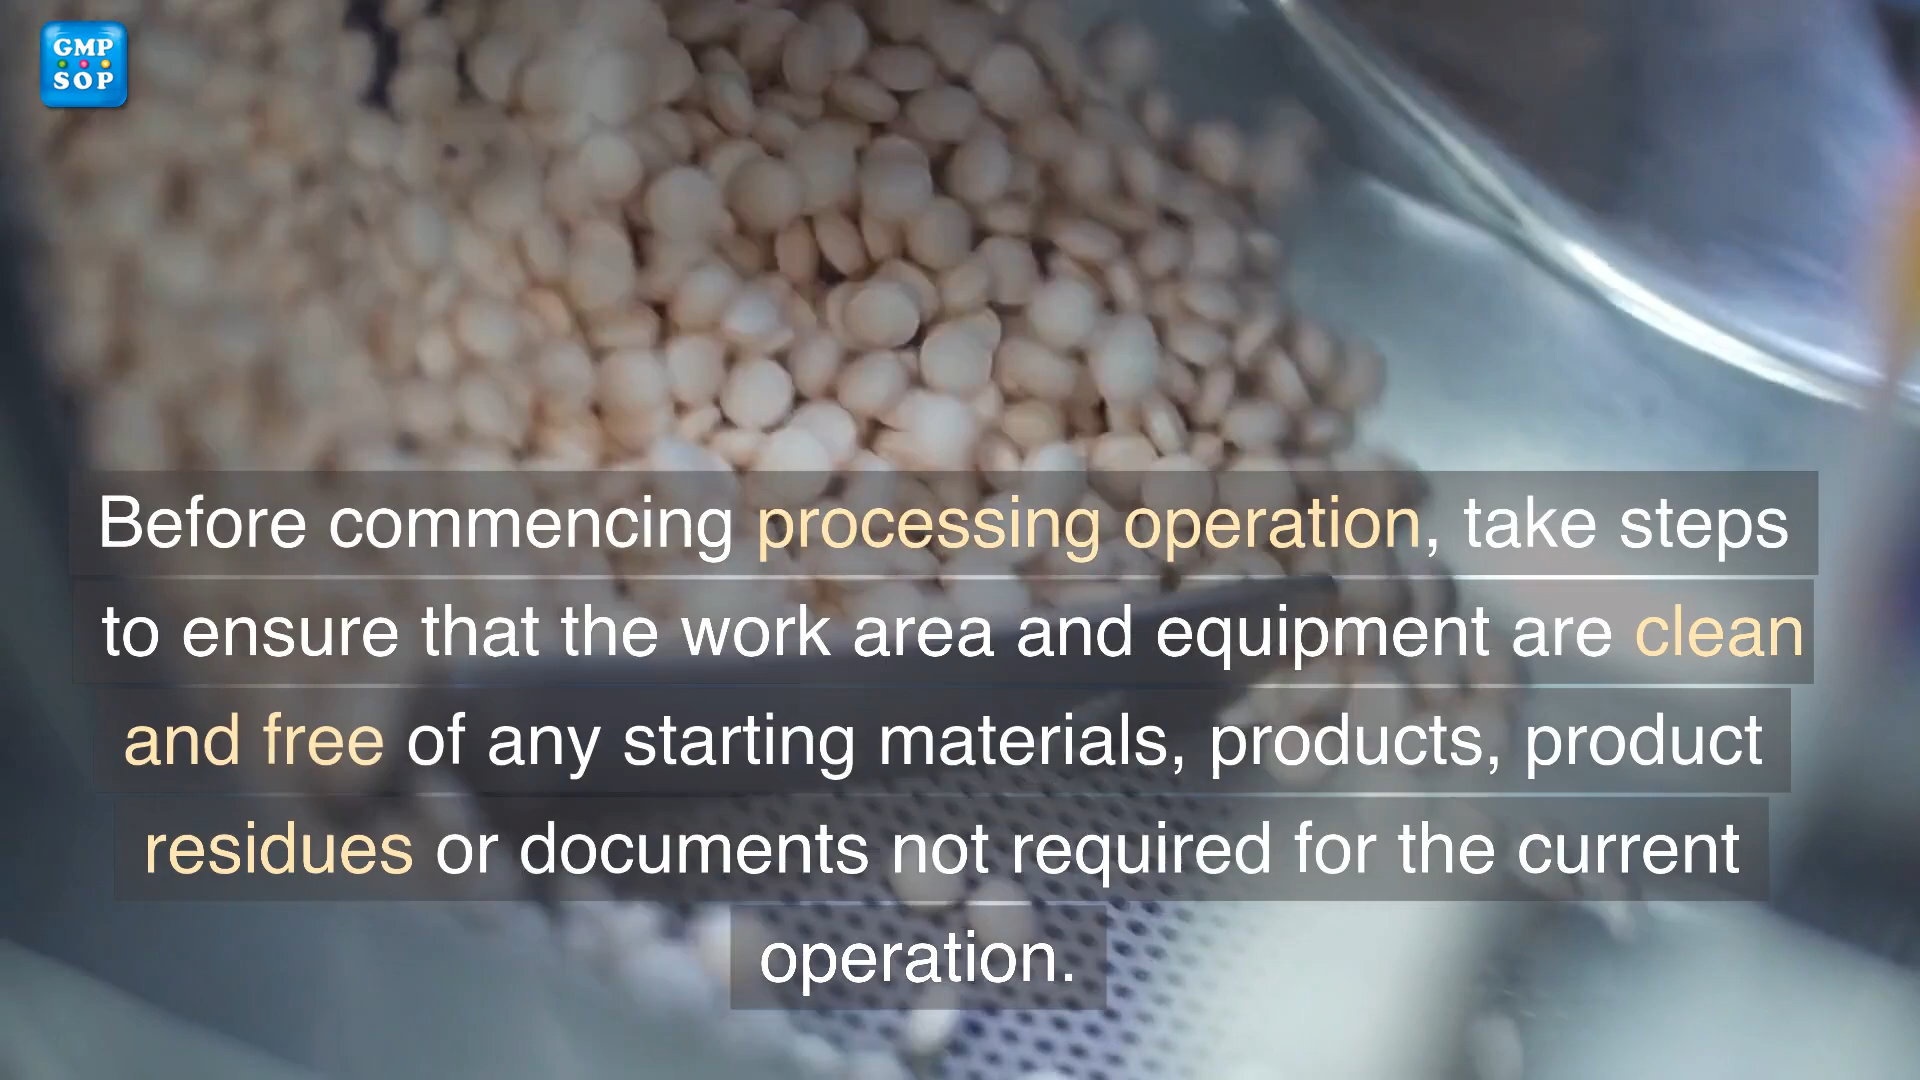 GMP
SOP
Before commencing processing operation, take steps
to ensure that the work area and equipment are clean
and free of any starting materials, products, product
residues or documents not required for the current
operation.